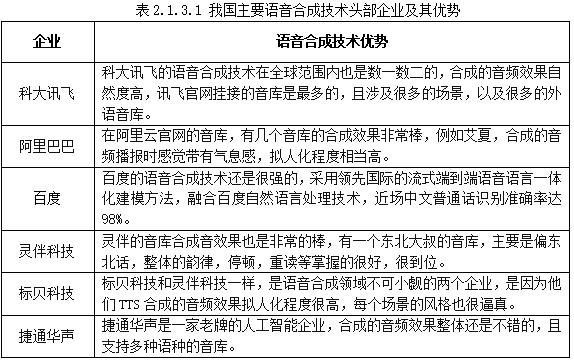 表 2.1.3.1 我国主要语音合成技术头部企业及其优势
企业
语音合成技术优势
科大讯飞
科大讯飞的语音合成技术在全球范围内也是数一数二的，合成的音频效果自
然度高，讯飞官网挂接的音库是最多的，且涉及很多的场景，以及很多的外
语音库。
阿里巴巴
在阿里云官网的音库，有几个音库的合成效果非常棒，例如艾夏，合成的音
频播报时感觉带有气息感，拟人化程度相当高。
百度
百度的语音合成技术还是很强的，采用领先国际的流式端到端语音语言一体
化建模方法，融合百度自然语言处理技术，近场中文普通话识别准确率达
98%。
灵伴科技
灵伴的音库合成音效果也是非常的棒，有一个东北大叔的音库，主要是偏东
北话，整体的韵律，停顿，重读等掌握的很好，很到位。
标贝科技
标贝科技和灵伴科技一样，是语音合成领域不可小觑的两个企业，是因为他
们 TTS 合成的音频效果拟人化程度很高，每个场景的风格也很逼真。
捷通华声
捷通华声是一家老牌的人工智能企业，合成的音频效果整体还是不错的，且
支持多种语种的音库。